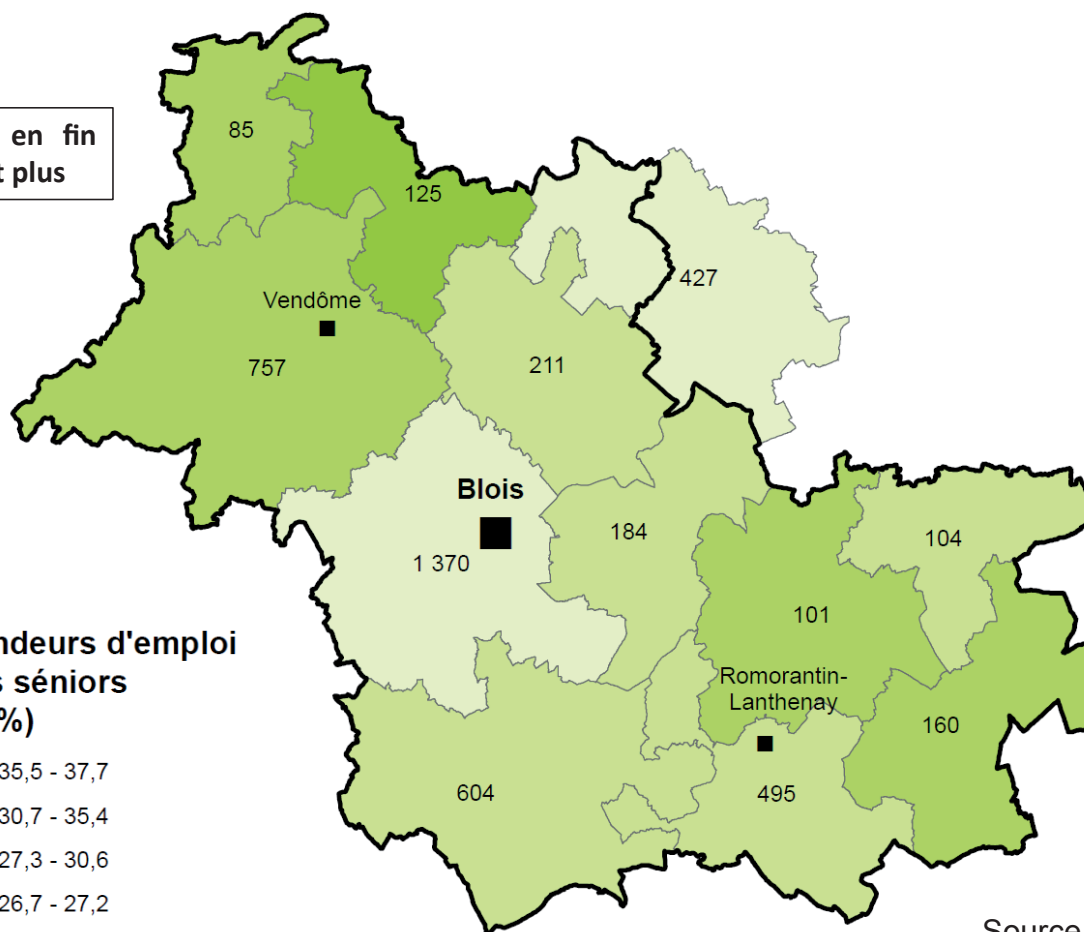 en fin
t plus
85
125
427
Vendôme
757
211
Blois
1 370
184
104
101
Romorantin-
Lanthenay
160
604
495
ndeurs d'emploi
s séniors
%)
35,5 - 37,7
30,7 - 35,4
27,3 - 30,6
26,7 - 27,2
Source